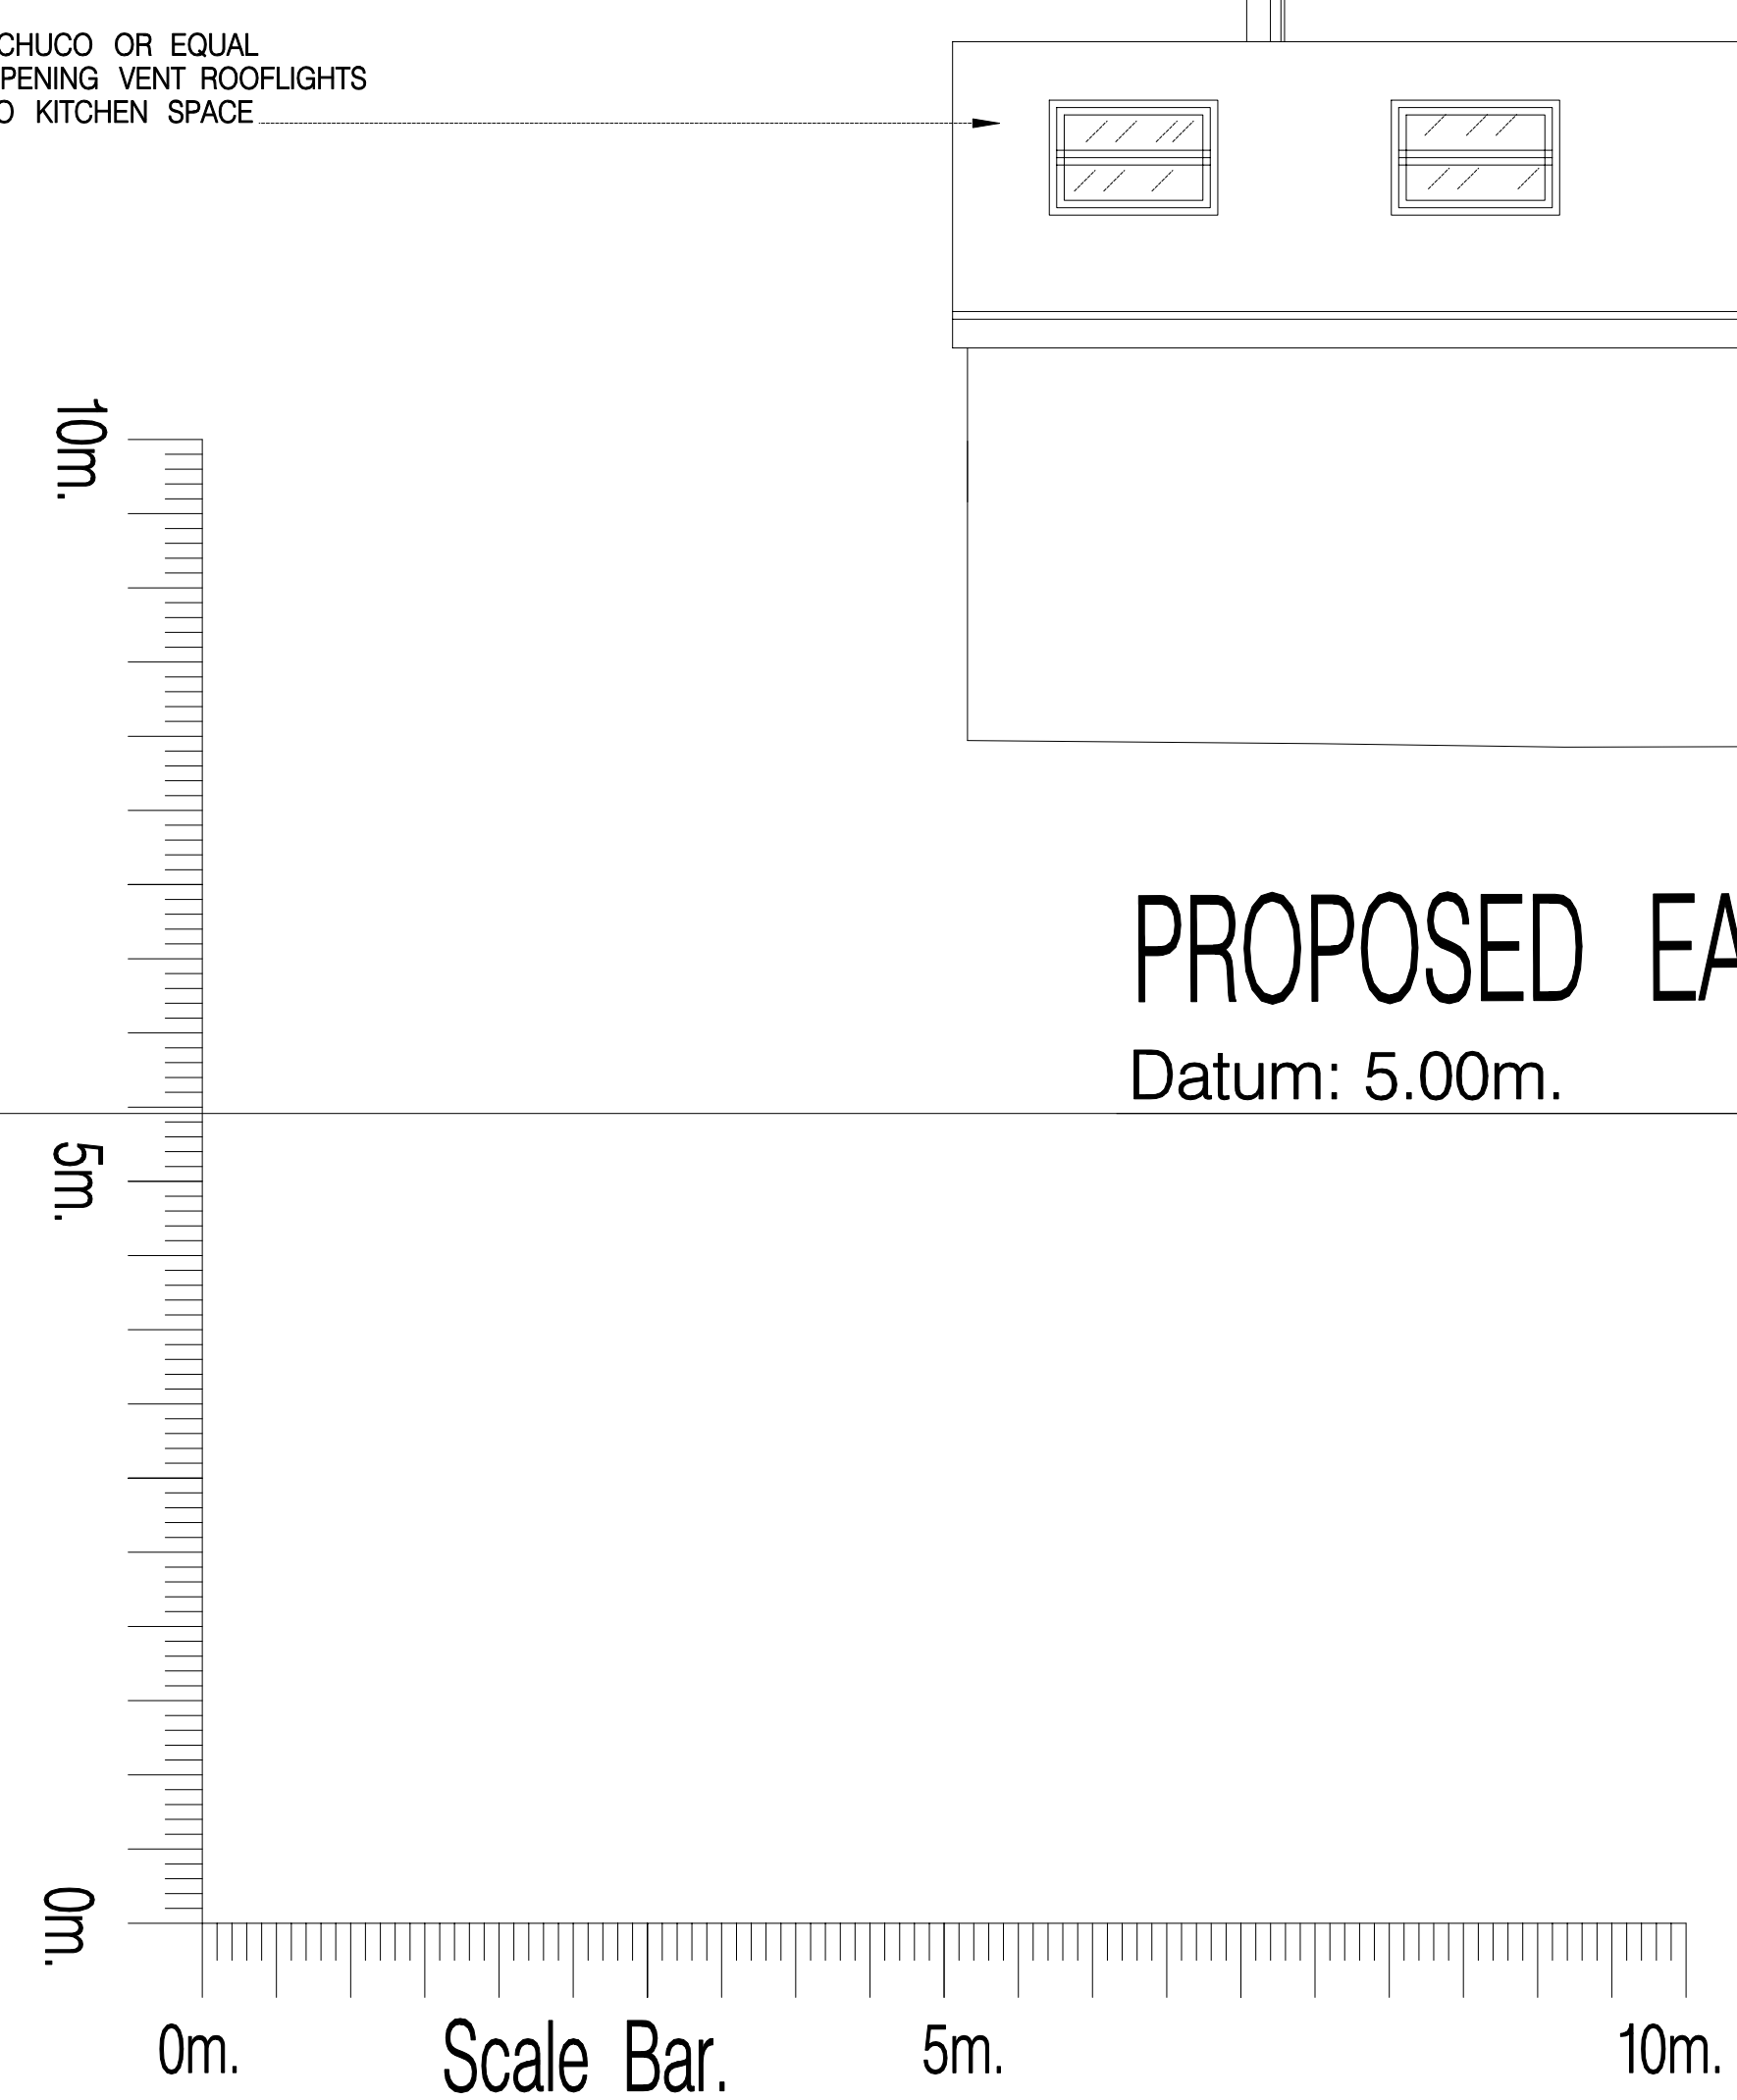 CHUCO OR EQUAL
PENING VENT ROOFLIGHTS
O KITCHEN SPACE
10m.
PROPOSED EA
Datum: 5.00m.
5m.
0m.
0m.
Scale Bar.
5m.
10m.